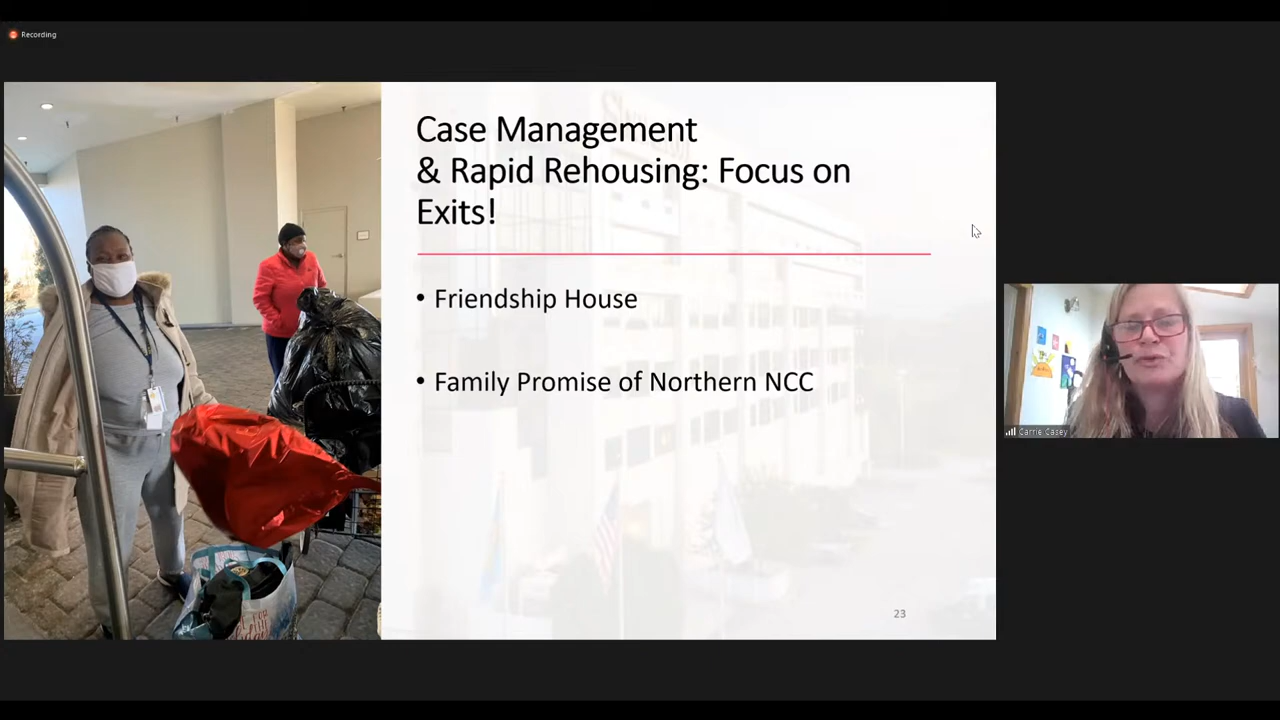 Recording
Case Management
& Rapid Rehousing: Focus on
Exits!
• Friendship House
• Family Promise of Northern NCC
23
Carrie Casey